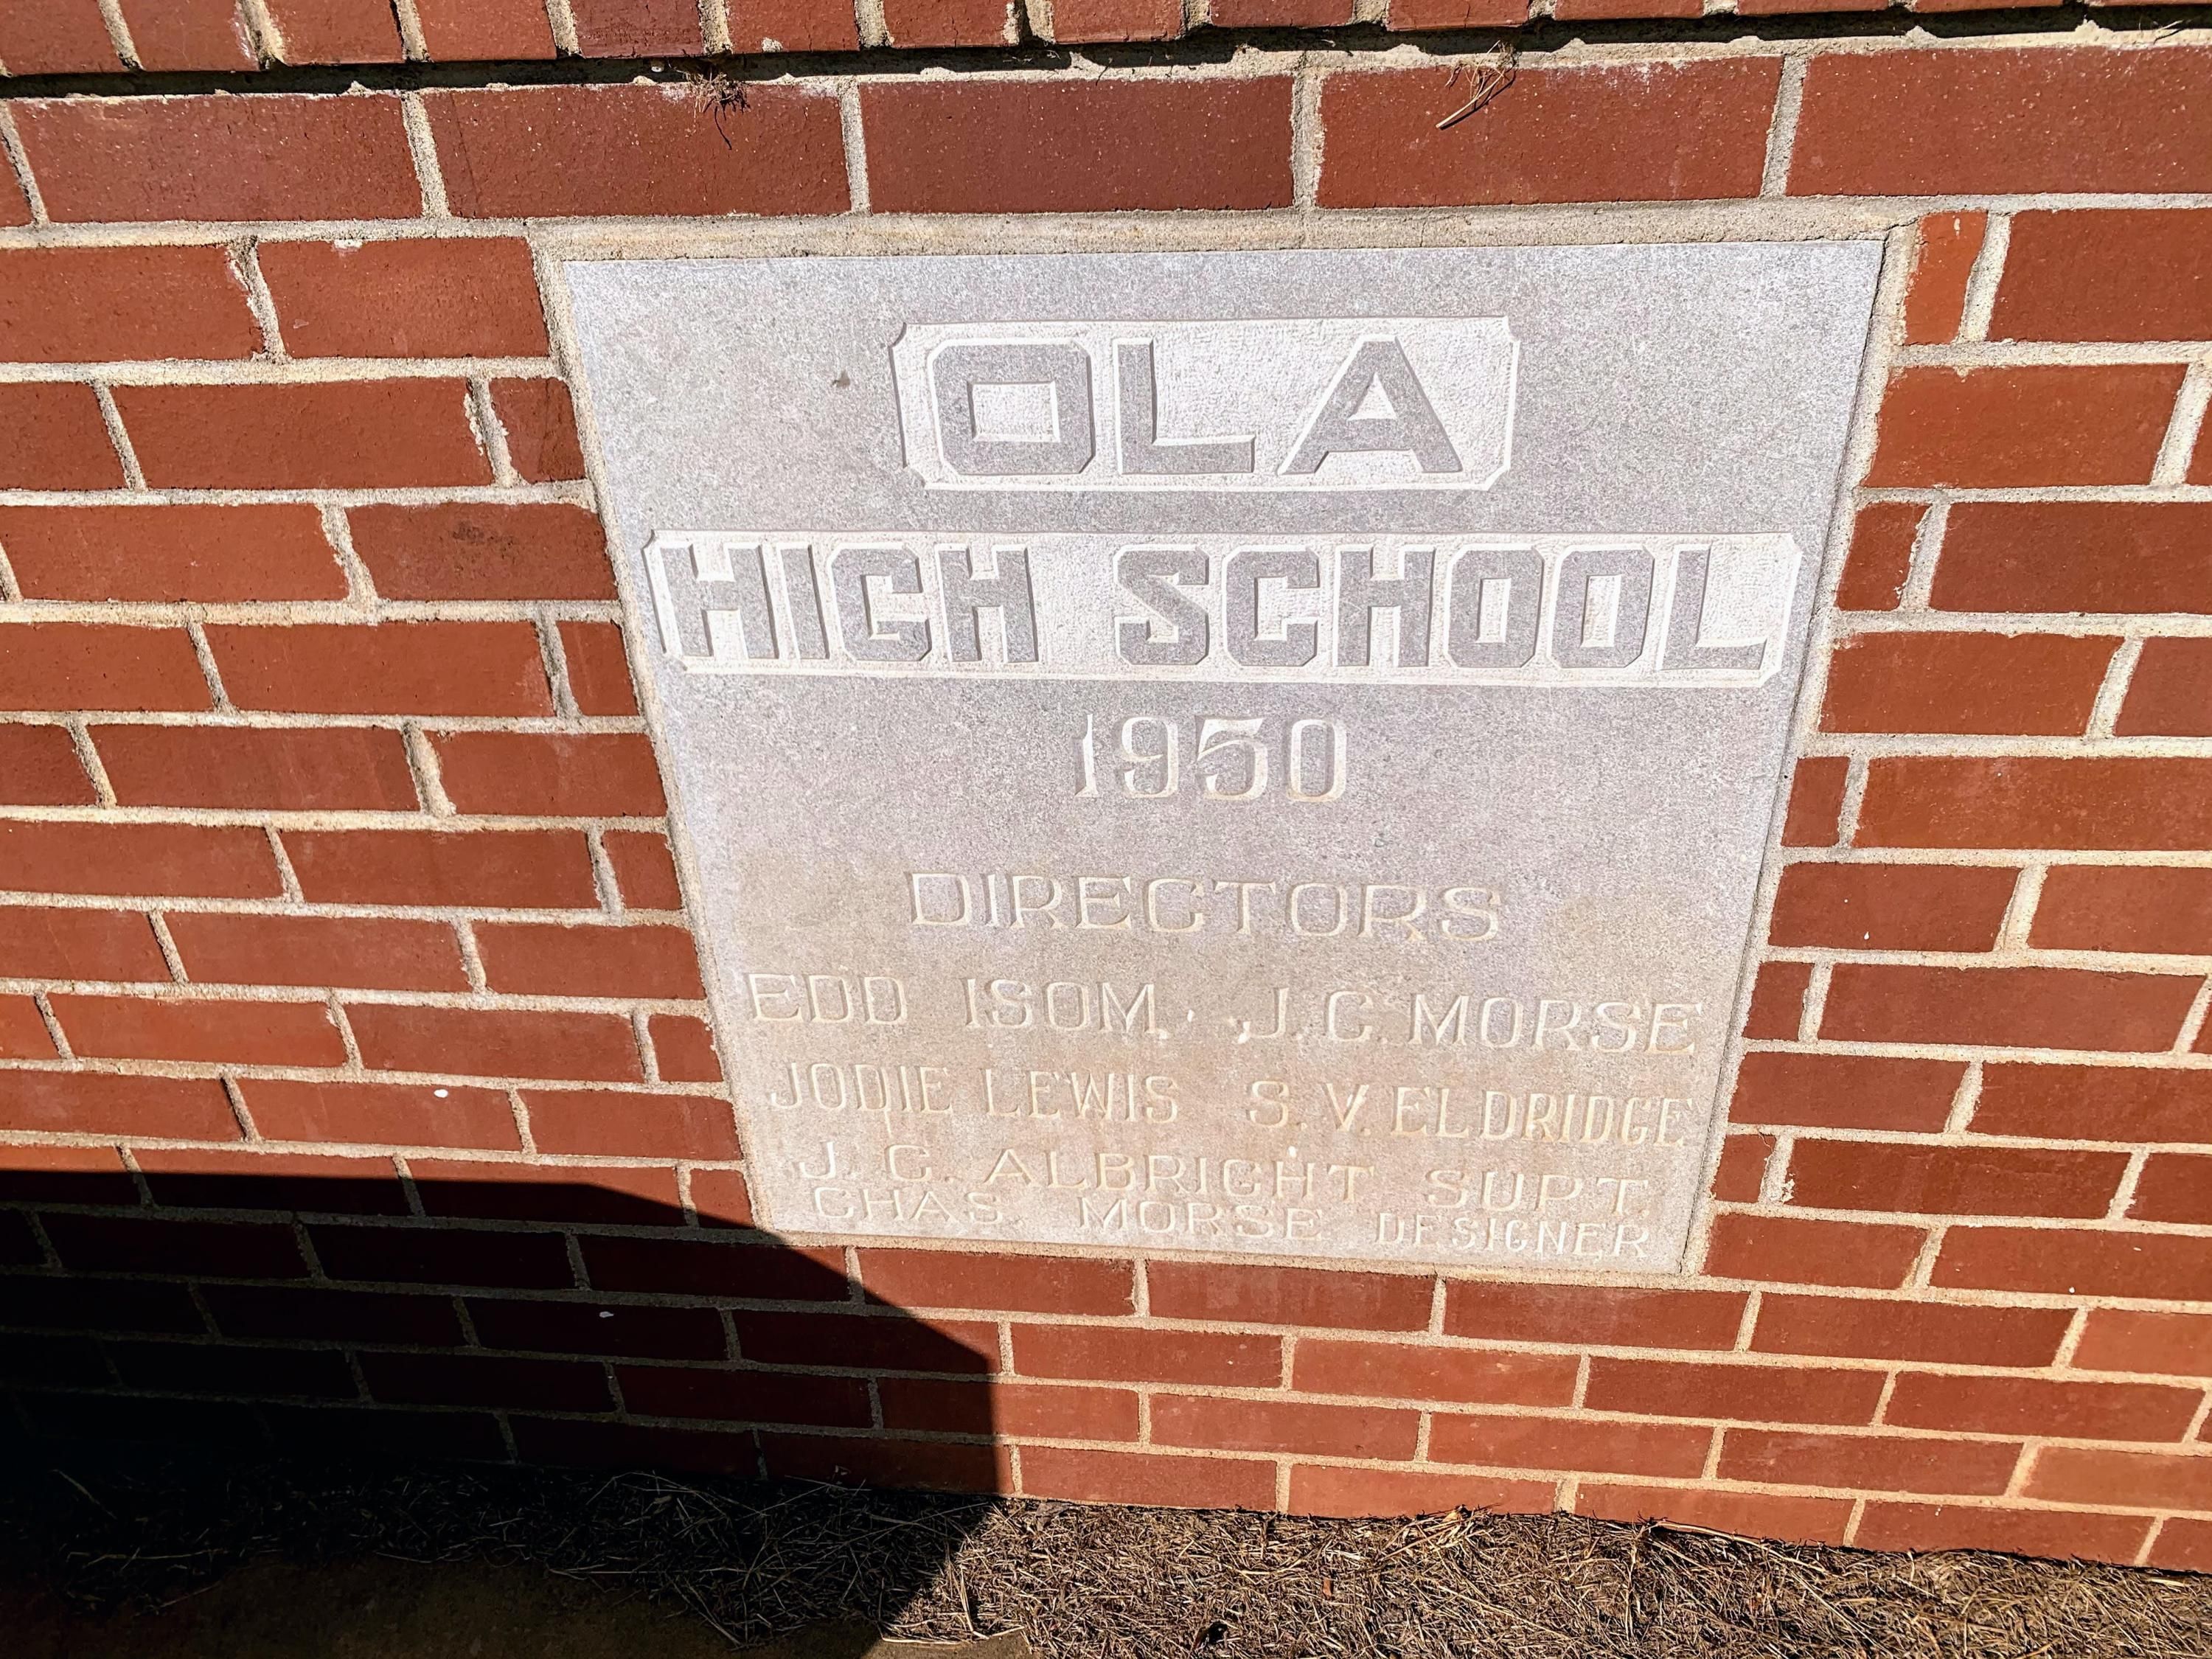 OLA
HIGH SCHOOL
1950
DIRECTORS
EDD ISOM. J.C. MORSE
JODIE LEWIS S.V. ELDRIDGE
J. C. ALBRIGHT SUPT.
CHAS. MORSE DESIGNER